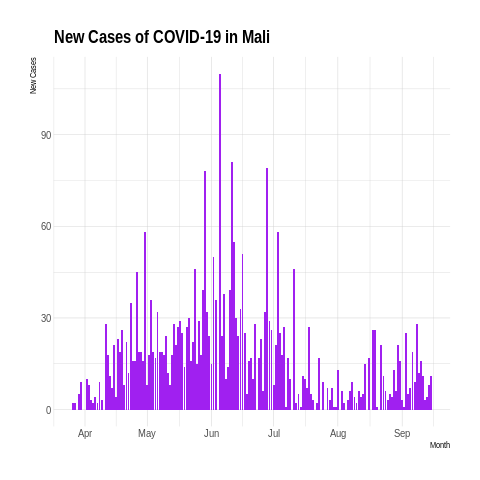 New Cases of COVID-19 in Mali
New Cases
90
60
30
0
Apr May Jun Jul Aug Sep
Month